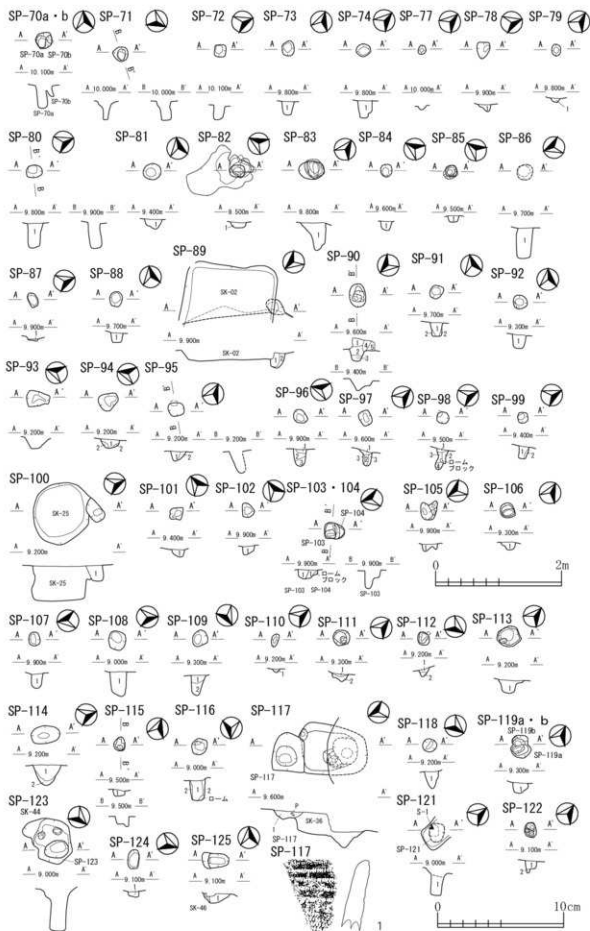 SP-70a・b SP-71 SP-72 SP-73 SP-74 SP-77 SP-78 SP-79
A A' A A' A A' A A' A A' A A' A A' A A'
SP-70a SP-70b
A 10.100m A' A 10.000m A' B 10.000m B' A 10.100m A' A 9.800m A' A 9.800m A' A 10.000m A' A 9.900m A' A 9.800m A'
SP-70b
SP-70a
SP-80 SP-81 SP-82 SP-83 SP-84 SP-85 SP-86
A A' A A' A A' A A' A A' A A' A A'
A 9.800m A' B 9.900m B' A 9.400m A' A 9.500m A' A 9.800m A' A 9.600m A' A 9.500m A' A 9.700m A'
SP-87 SP-88 SP-89 SP-90 SP-91 SP-92
SK-02
A 9.900m A' A 9.700m A' A 9.900m A' A 9.600m A' A 9.700m A' A 9.200m A'
SK-02
B 9.400m B'
SP-93 SP-94 SP-95 SP-96 SP-97 SP-98 SP-99
A 9.200m A' A 9.200m A' A 9.200m A' B 9.200m B' A 9.900m A' A 9.600m A' A 9.500m A' A 9.400m A'
ローム
ブロック
SP-100 SP-101 SP-102 SP-103・104 SP-105 SP-106
SK-25
SP-104
SP-103
A 9.200m A' A 9.400m A' A 9.900m A' A 9.900m A' B 9.900m B' A 9.900m A' A 9.300m A'
SK-25
ローム
ブロック
SP-103 SP-104 SP-103
0 2m
SP-107 SP-108 SP-109 SP-110 SP-111 SP-112 SP-113
A 9.900m A' A 9.000m A' A 9.300m A' A 9.200m A' A 9.300m A' A 9.200m A' A 9.200m A'
SP-114 SP-115 SP-116 SP-117 SP-118 SP-119a・b
SP-119b
SP-119a
A 9.200m A' A 9.500m A' A 9.000m A' SP-117 A 9.200m A' A 9.300m A'
B 9.500m B' ローム A 9.600m A'
P
SK-36
SP-117
SP-123 SP-124 SP-125 SP-117 SP-121 SP-122
SK-44
S-1
SP-123
SP-121
A 9.000m A' A 9.100m A' A 9.100m A' A 9.000m A' A 9.100m A'
SK-46
1
0 10cm